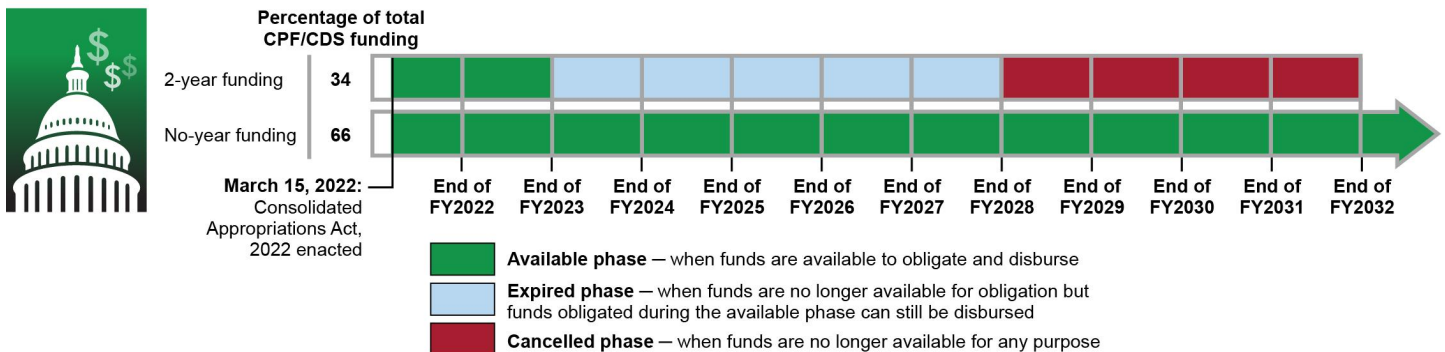 Percentage of total
CPF/CDS funding
$ $ $
2-year funding 34
No-year funding 66
March 15, 2022:
Consolidated
Appropriations Act,
2022 enacted
End of
FY2022
End of
FY2023
End of
FY2024
End of
FY2025
End of
FY2026
End of
FY2027
End of
FY2028
End of
FY2029
End of
FY2030
End of
FY2031
End of
FY2032
Available phase — when funds are available to obligate and disburse
Expired phase — when funds are no longer available for obligation but
funds obligated during the available phase can still be disbursed
Cancelled phase — when funds are no longer available for any purpose